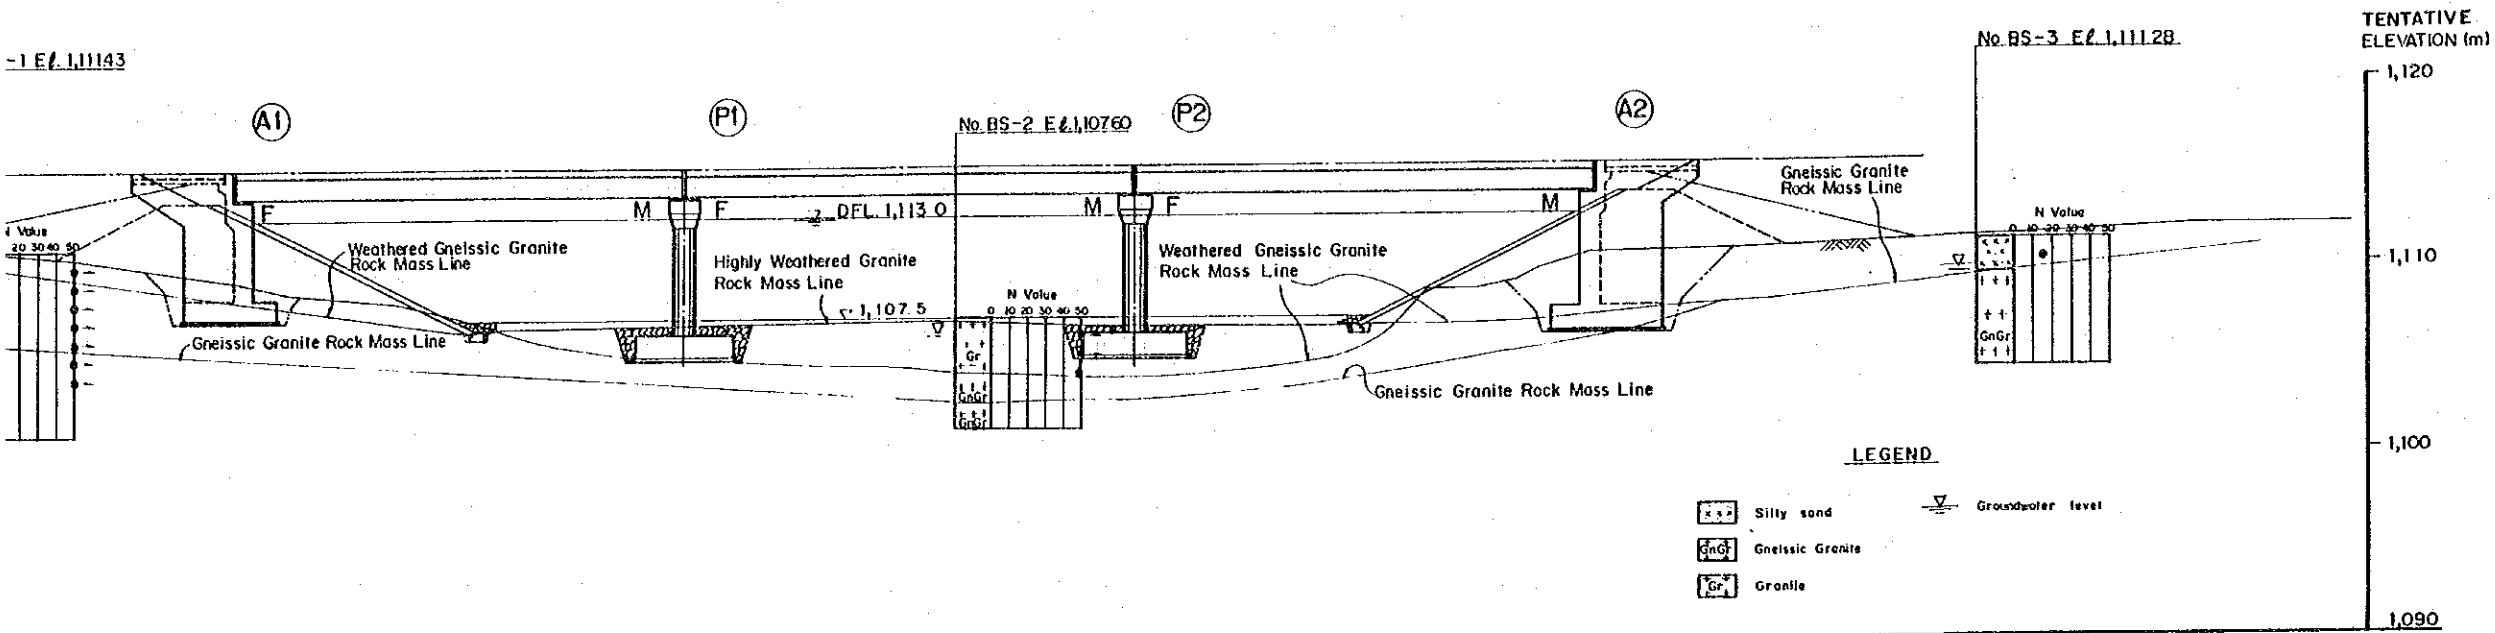 TENTATIVE
ELEVATION (m)
-1 Eℓ. 1,11143
No. BS-3 Eℓ. 1,111.28
1,120
A1
P1
P2
A2
No. BS-2 Eℓ. 1,10760
Gneissic Granite
Rock Mass Line
F
M
F
DFL. 1,113 0
M
F
M
N Value
20 30 40 50
Weathered Gneissic Granite
Rock Mass Line
Highly Weathered Granite
Rock Mass Line
Weathered Gneissic Granite
Rock Mass Line
N Value
0 10 20 30 40 50
1,110
N Value
0 10 20 30 40 50
1,107.5
Gneissic Granite Rock Mass Line
Gr
GnGr
GnGr
GnGr
Gneissic Granite Rock Mass Line
1,100
LEGEND
Silty sand
Groundwater level
GnGr
Gneissic Granite
Gr
Granite
1,090